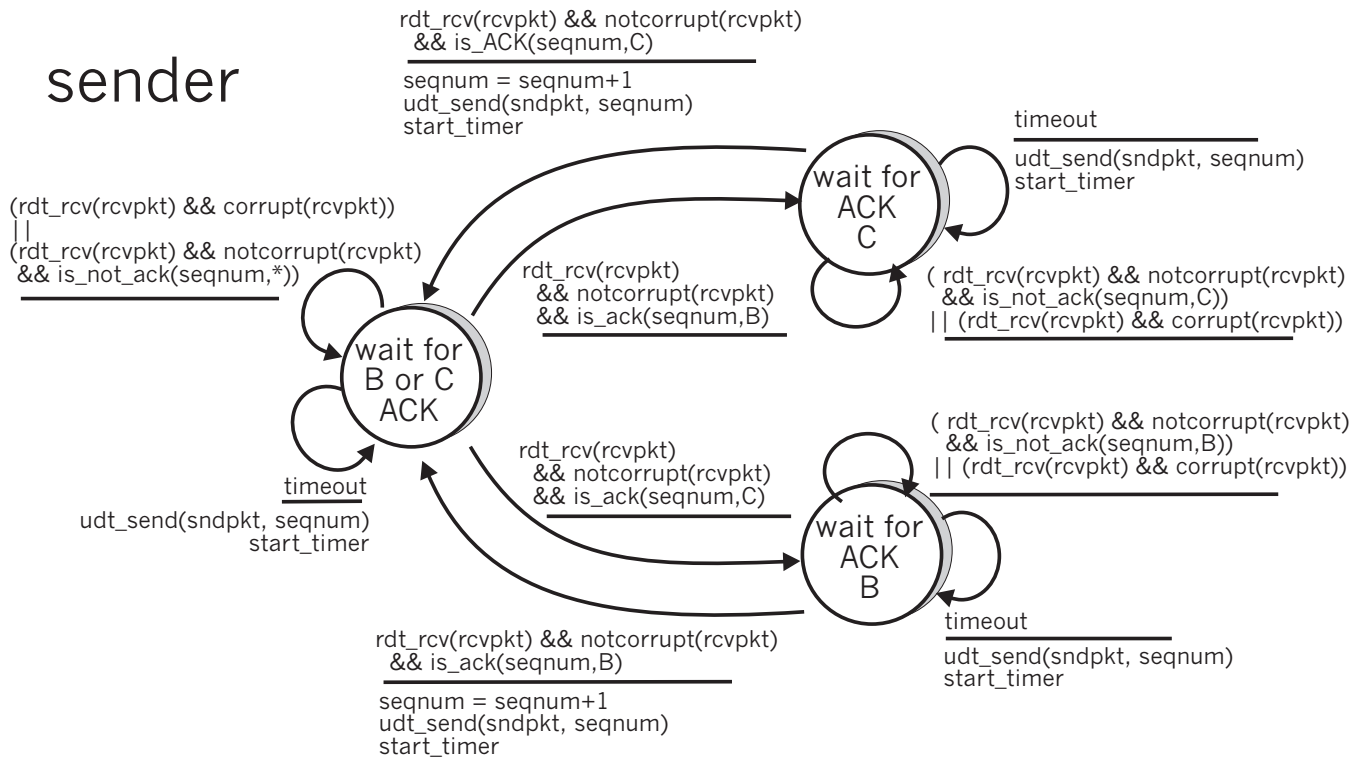 sender
rdt_rcv(rcvpkt) && notcorrupt(rcvpkt)
&& is_ACK(seqnum,C)
seqnum = seqnum+1
udt_send(sndpkt, seqnum)
start_timer
timeout
udt_send(sndpkt, seqnum)
start_timer
wait for
ACK
C
(rdt_rcv(rcvpkt) && corrupt(rcvpkt))
||
(rdt_rcv(rcvpkt) && notcorrupt(rcvpkt)
&& is_not_ack(seqnum,*))
rdt_rcv(rcvpkt)
&& notcorrupt(rcvpkt)
&& is_ack(seqnum,B)
( rdt_rcv(rcvpkt) && notcorrupt(rcvpkt)
&& is_not_ack(seqnum,C))
|| (rdt_rcv(rcvpkt) && corrupt(rcvpkt))
wait for
B or C
ACK
timeout
udt_send(sndpkt, seqnum)
start_timer
rdt_rcv(rcvpkt)
&& notcorrupt(rcvpkt)
&& is_ack(seqnum,C)
( rdt_rcv(rcvpkt) && notcorrupt(rcvpkt)
&& is_not_ack(seqnum,B))
|| (rdt_rcv(rcvpkt) && corrupt(rcvpkt))
wait for
ACK
B
timeout
udt_send(sndpkt, seqnum)
start_timer
rdt_rcv(rcvpkt) && notcorrupt(rcvpkt)
&& is_ack(seqnum,B)
seqnum = seqnum+1
udt_send(sndpkt, seqnum)
start_timer